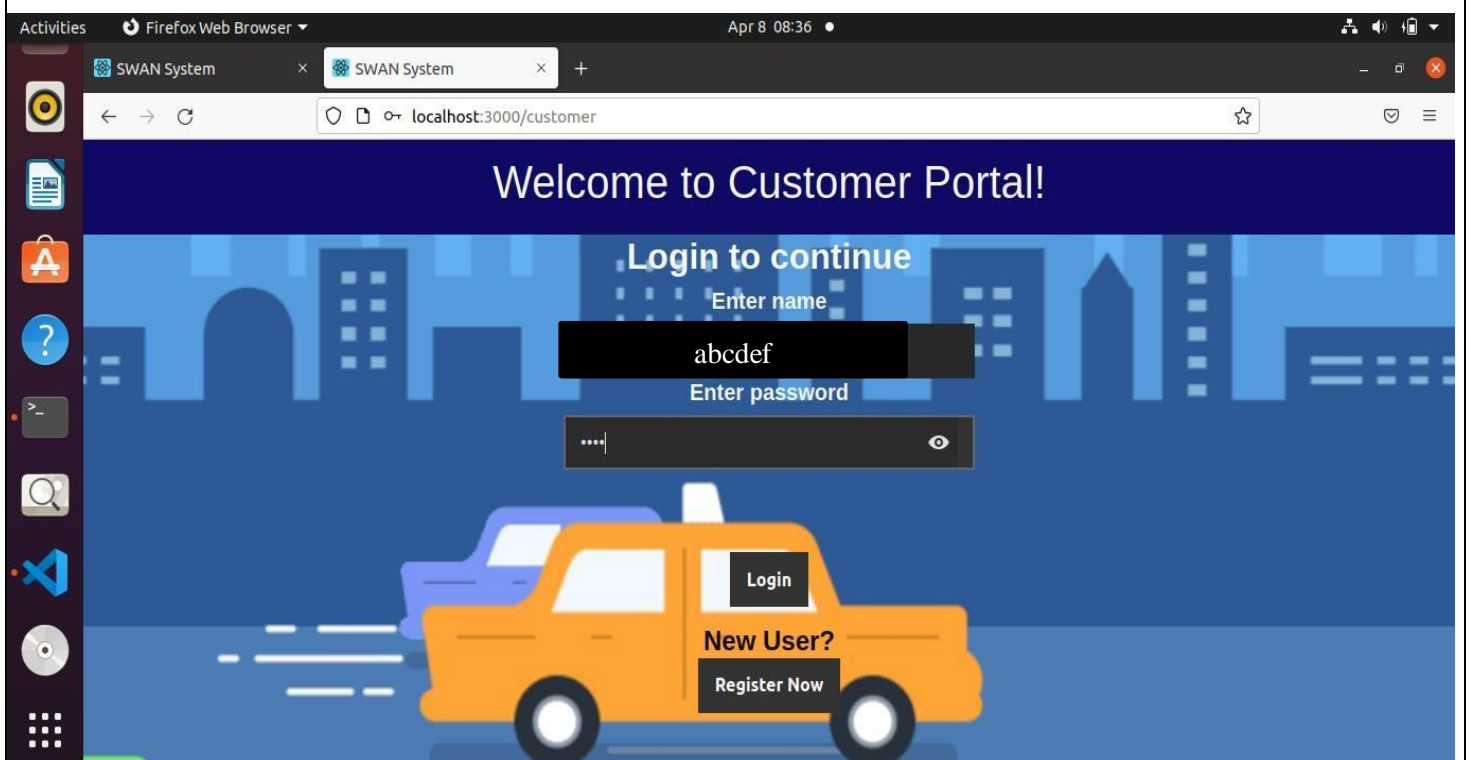 Activities Firefox Web Browser Apr 8 08:36
SWAN System × SWAN System × +
localhost:3000/customer
Welcome to Customer Portal!
Login to continue
Enter name
abcdef
Enter password
••••
Login
New User?
Register Now